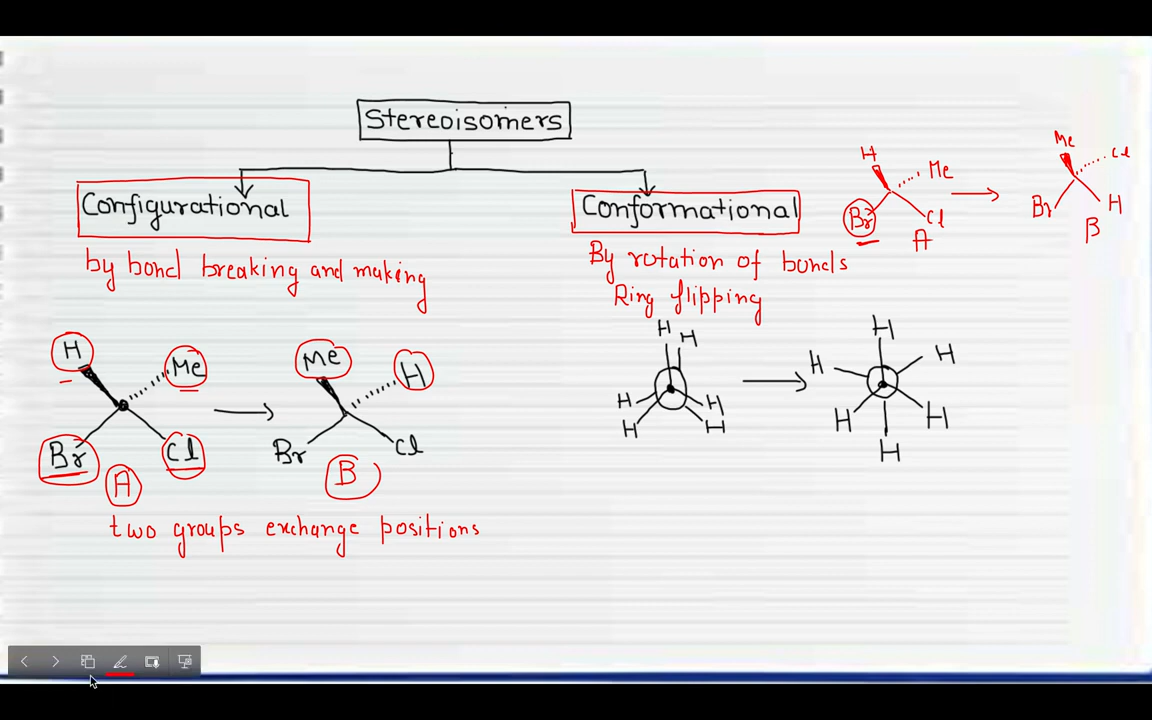 Stereoisomers
Configurational
by bond breaking and making
H
Me
Br
Cl
A
Me
H
Br
Cl
B
two groups exchange positions
Conformational
By rotation of bonds
Ring flipping
H
H
H
H
H
H
H
H
H
H
H
H
H
Me
Br
Cl
A
Me
Cl
Br
H
B